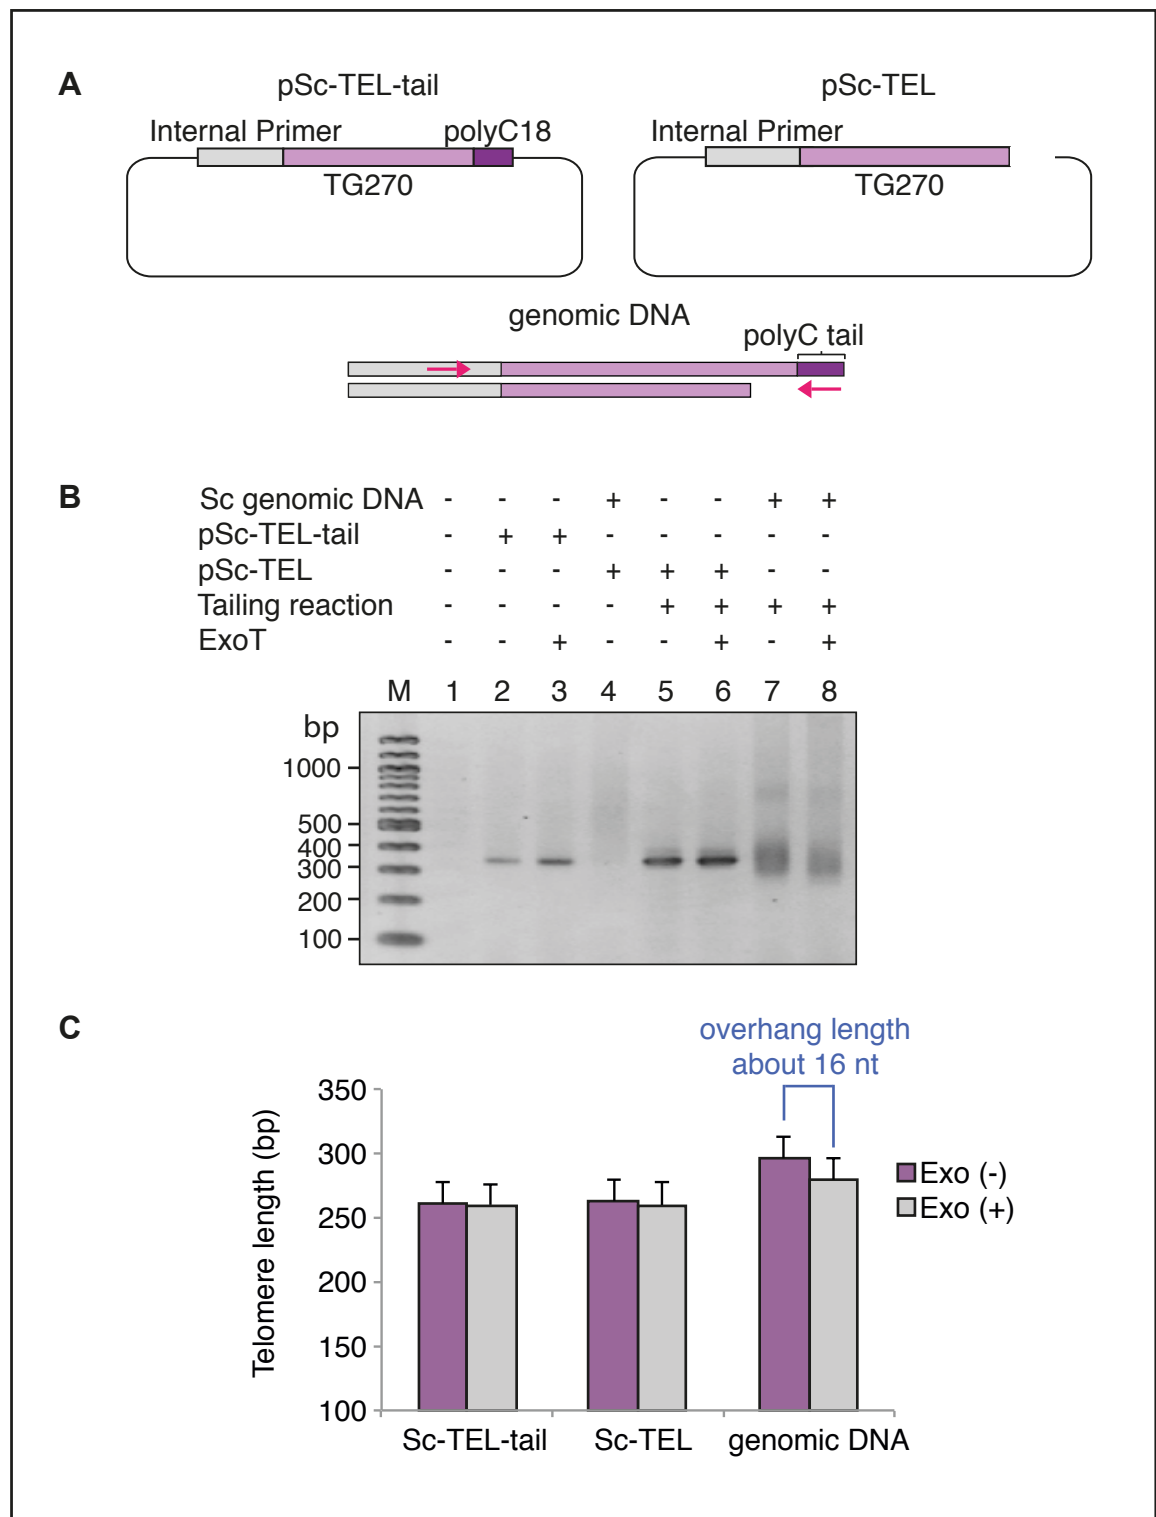 A
pSc-TEL-tail
pSc-TEL
Internal Primer
polyC18
Internal Primer
TG270
TG270
genomic DNA
polyC tail
B
Sc genomic DNA - - - + - - + +
pSc-TEL-tail - + + - - - - -
pSc-TEL - - - + + + - -
Tailing reaction - - - - + + + +
ExoT - - + - - + - +
M 1 2 3 4 5 6 7 8
bp
1000
500
400
300
200
100
C
overhang length
about 16 nt
Telomere length (bp)
350
300
250
200
150
100
Exo (-)
Exo (+)
Sc-TEL-tail Sc-TEL genomic DNA